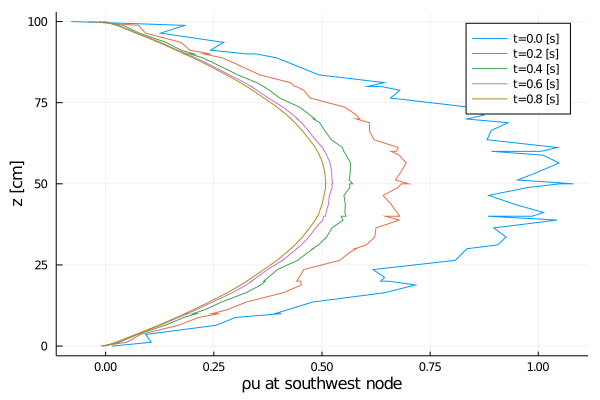 100
75
50
25
0
z [cm]
t=0.0 [s]
t=0.2 [s]
t=0.4 [s]
t=0.6 [s]
t=0.8 [s]
0.00 0.25 0.50 0.75 1.00
ρu at southwest node